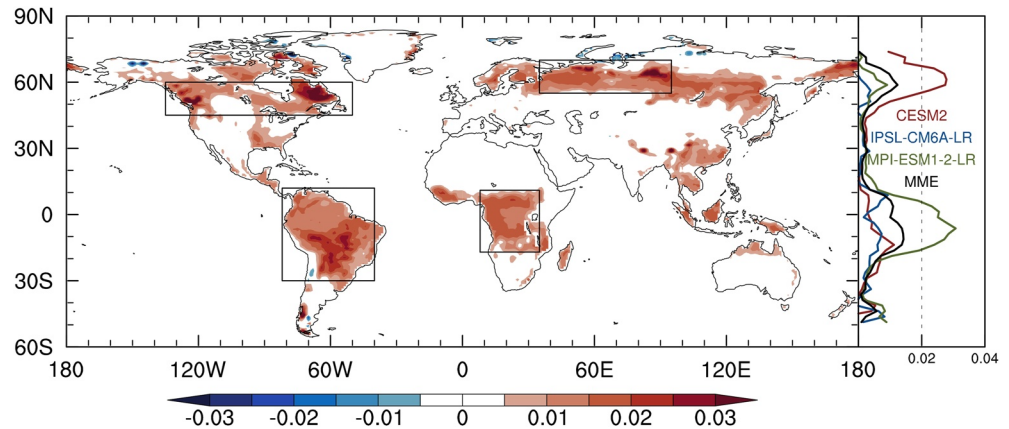 90N
60N
30N
0
30S
60S
180 120W 60W 0 60E 120E 180
CESM2
IPSL-CM6A-LR
MPI-ESM1-2-LR
MME
0.02 0.04
-0.03 -0.02 -0.01 0 0.01 0.02 0.03